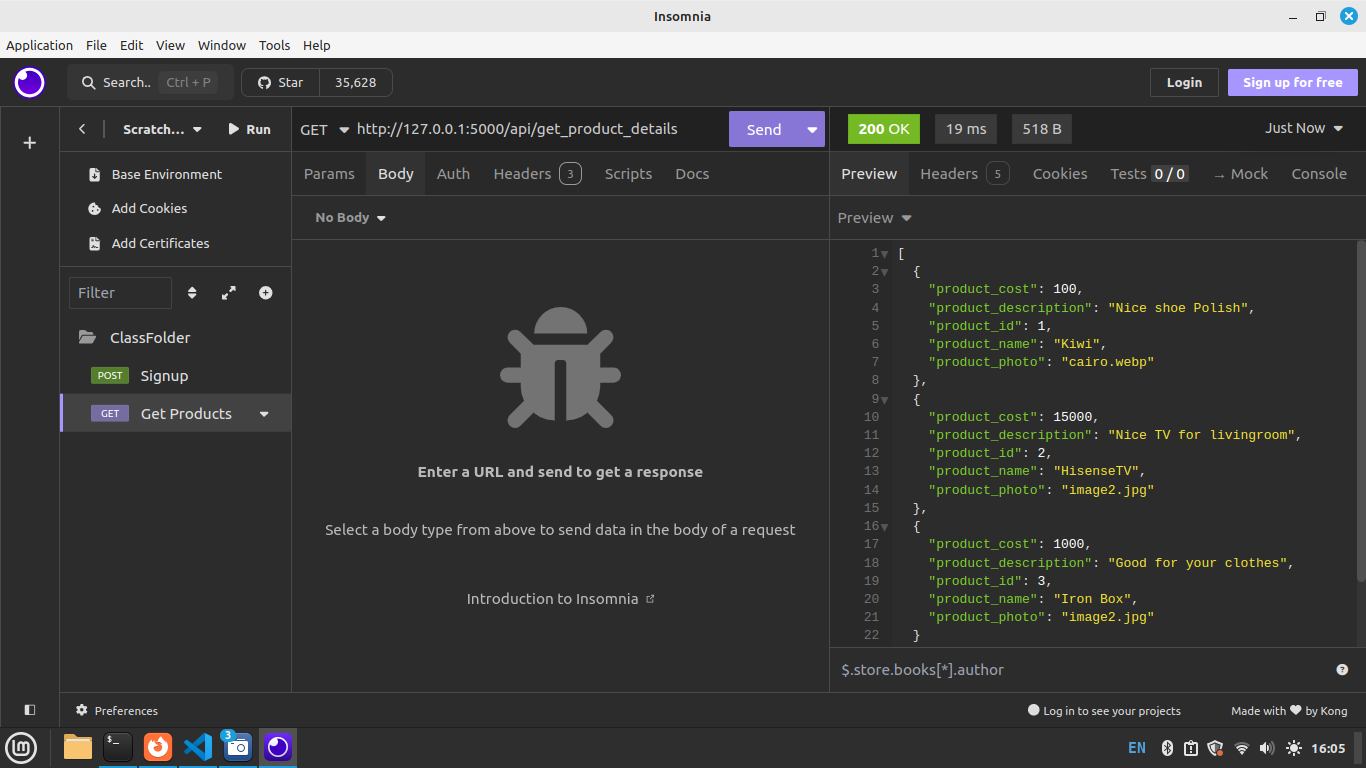 Insomnia
Application File Edit View Window Tools Help
Search.. Ctrl + P
Star 35,628
Login
Sign up for free
Scratch...
Run
GET http://127.0.0.1:5000/api/get_product_details
Send
200 OK
19 ms
518 B
Just Now
Base Environment
Add Cookies
Add Certificates
Filter
ClassFolder
POST Signup
GET Get Products
Params Body Auth Headers 3 Scripts Docs
No Body
Enter a URL and send to get a response
Select a body type from above to send data in the body of a request
Introduction to Insomnia
Preview Headers 5 Cookies Tests 0 / 0 → Mock Console
Preview
1 [
2 {
3 "product_cost": 100,
4 "product_description": "Nice shoe Polish",
5 "product_id": 1,
6 "product_name": "Kiwi",
7 "product_photo": "cairo.webp"
8 },
9 {
10 "product_cost": 15000,
11 "product_description": "Nice TV for livingroom",
12 "product_id": 2,
13 "product_name": "HisenseTV",
14 "product_photo": "image2.jpg"
15 },
16 {
17 "product_cost": 1000,
18 "product_description": "Good for your clothes",
19 "product_id": 3,
20 "product_name": "Iron Box",
21 "product_photo": "image2.jpg"
22 }
$.store.books[*].author
Preferences
Log in to see your projects
Made with ❤ by Kong
3
EN
16:05